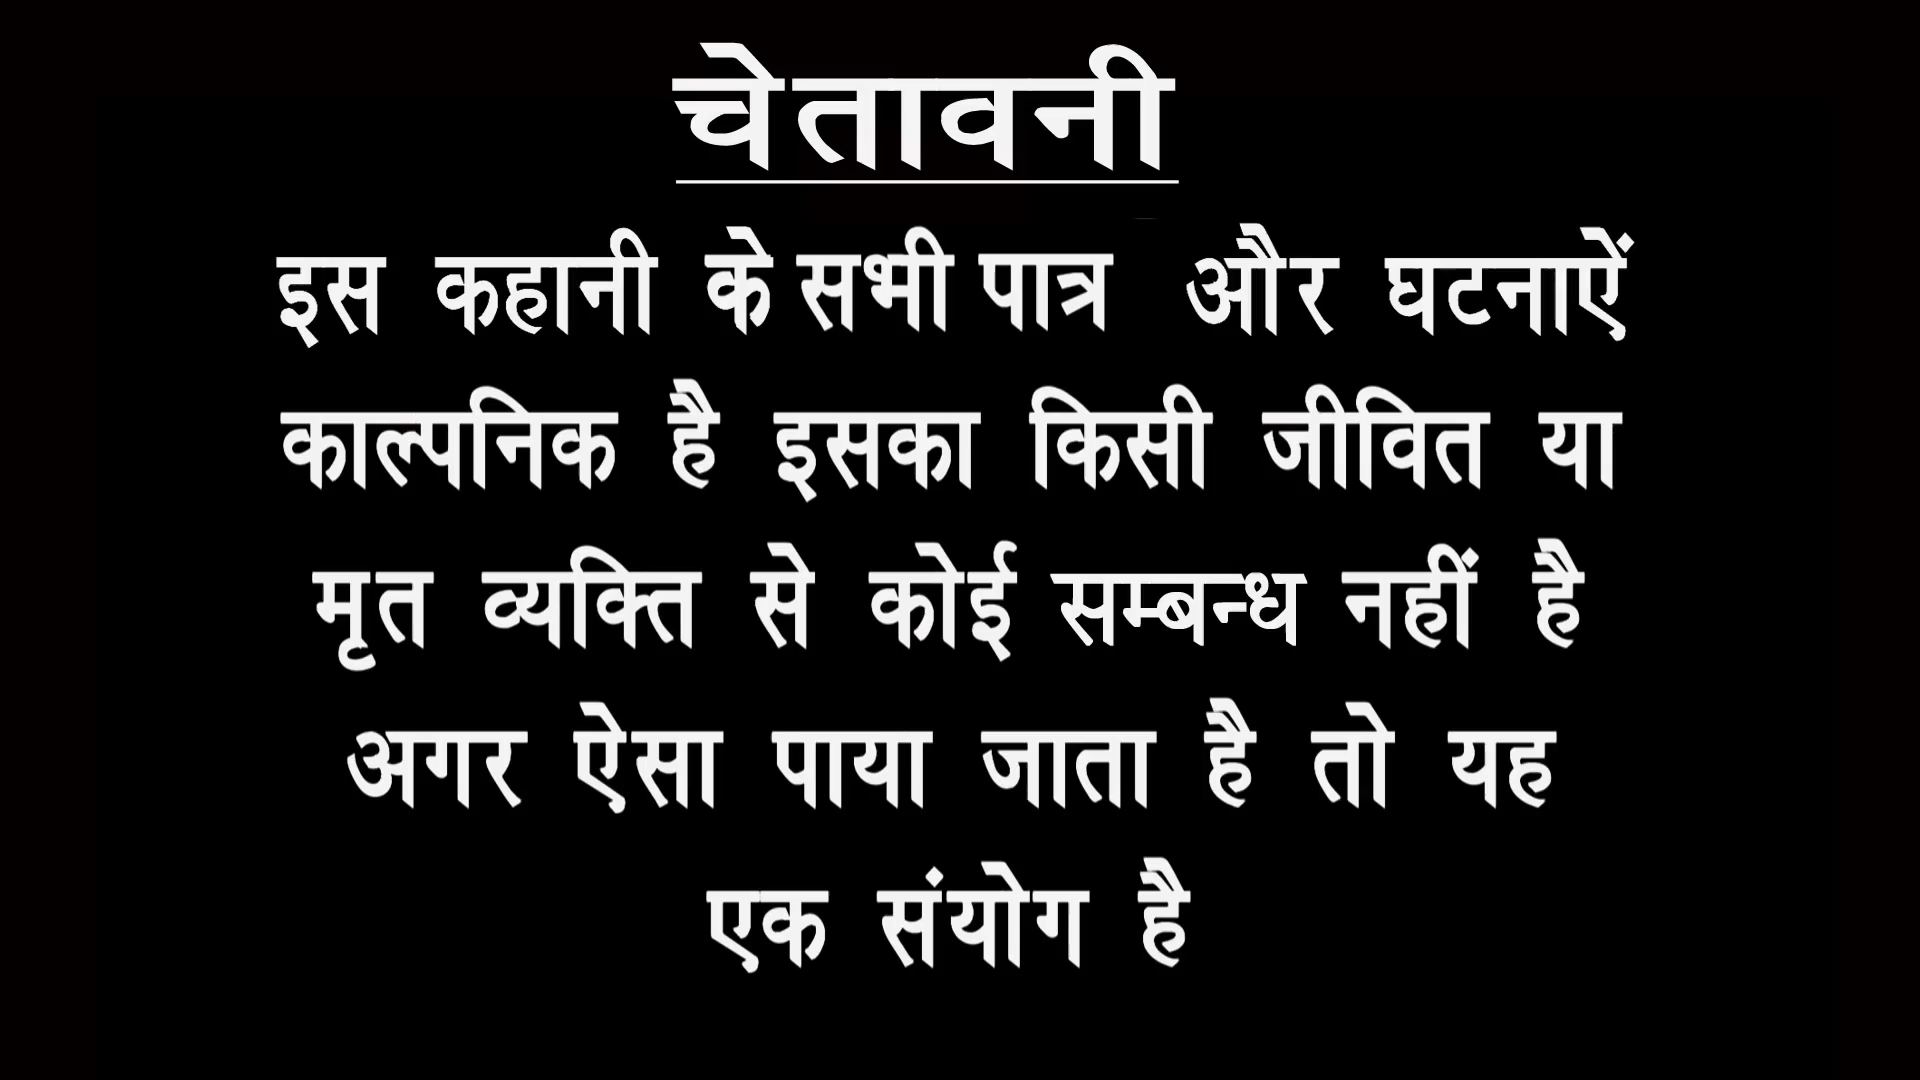 चेतावनी
इस कहानी के सभी पात्र और घटनाऐं
काल्पनिक है इसका किसी जीवित या
मृत व्यक्ति से कोई सम्बन्ध नहीं है
अगर ऐसा पाया जाता है तो यह
एक संयोग है